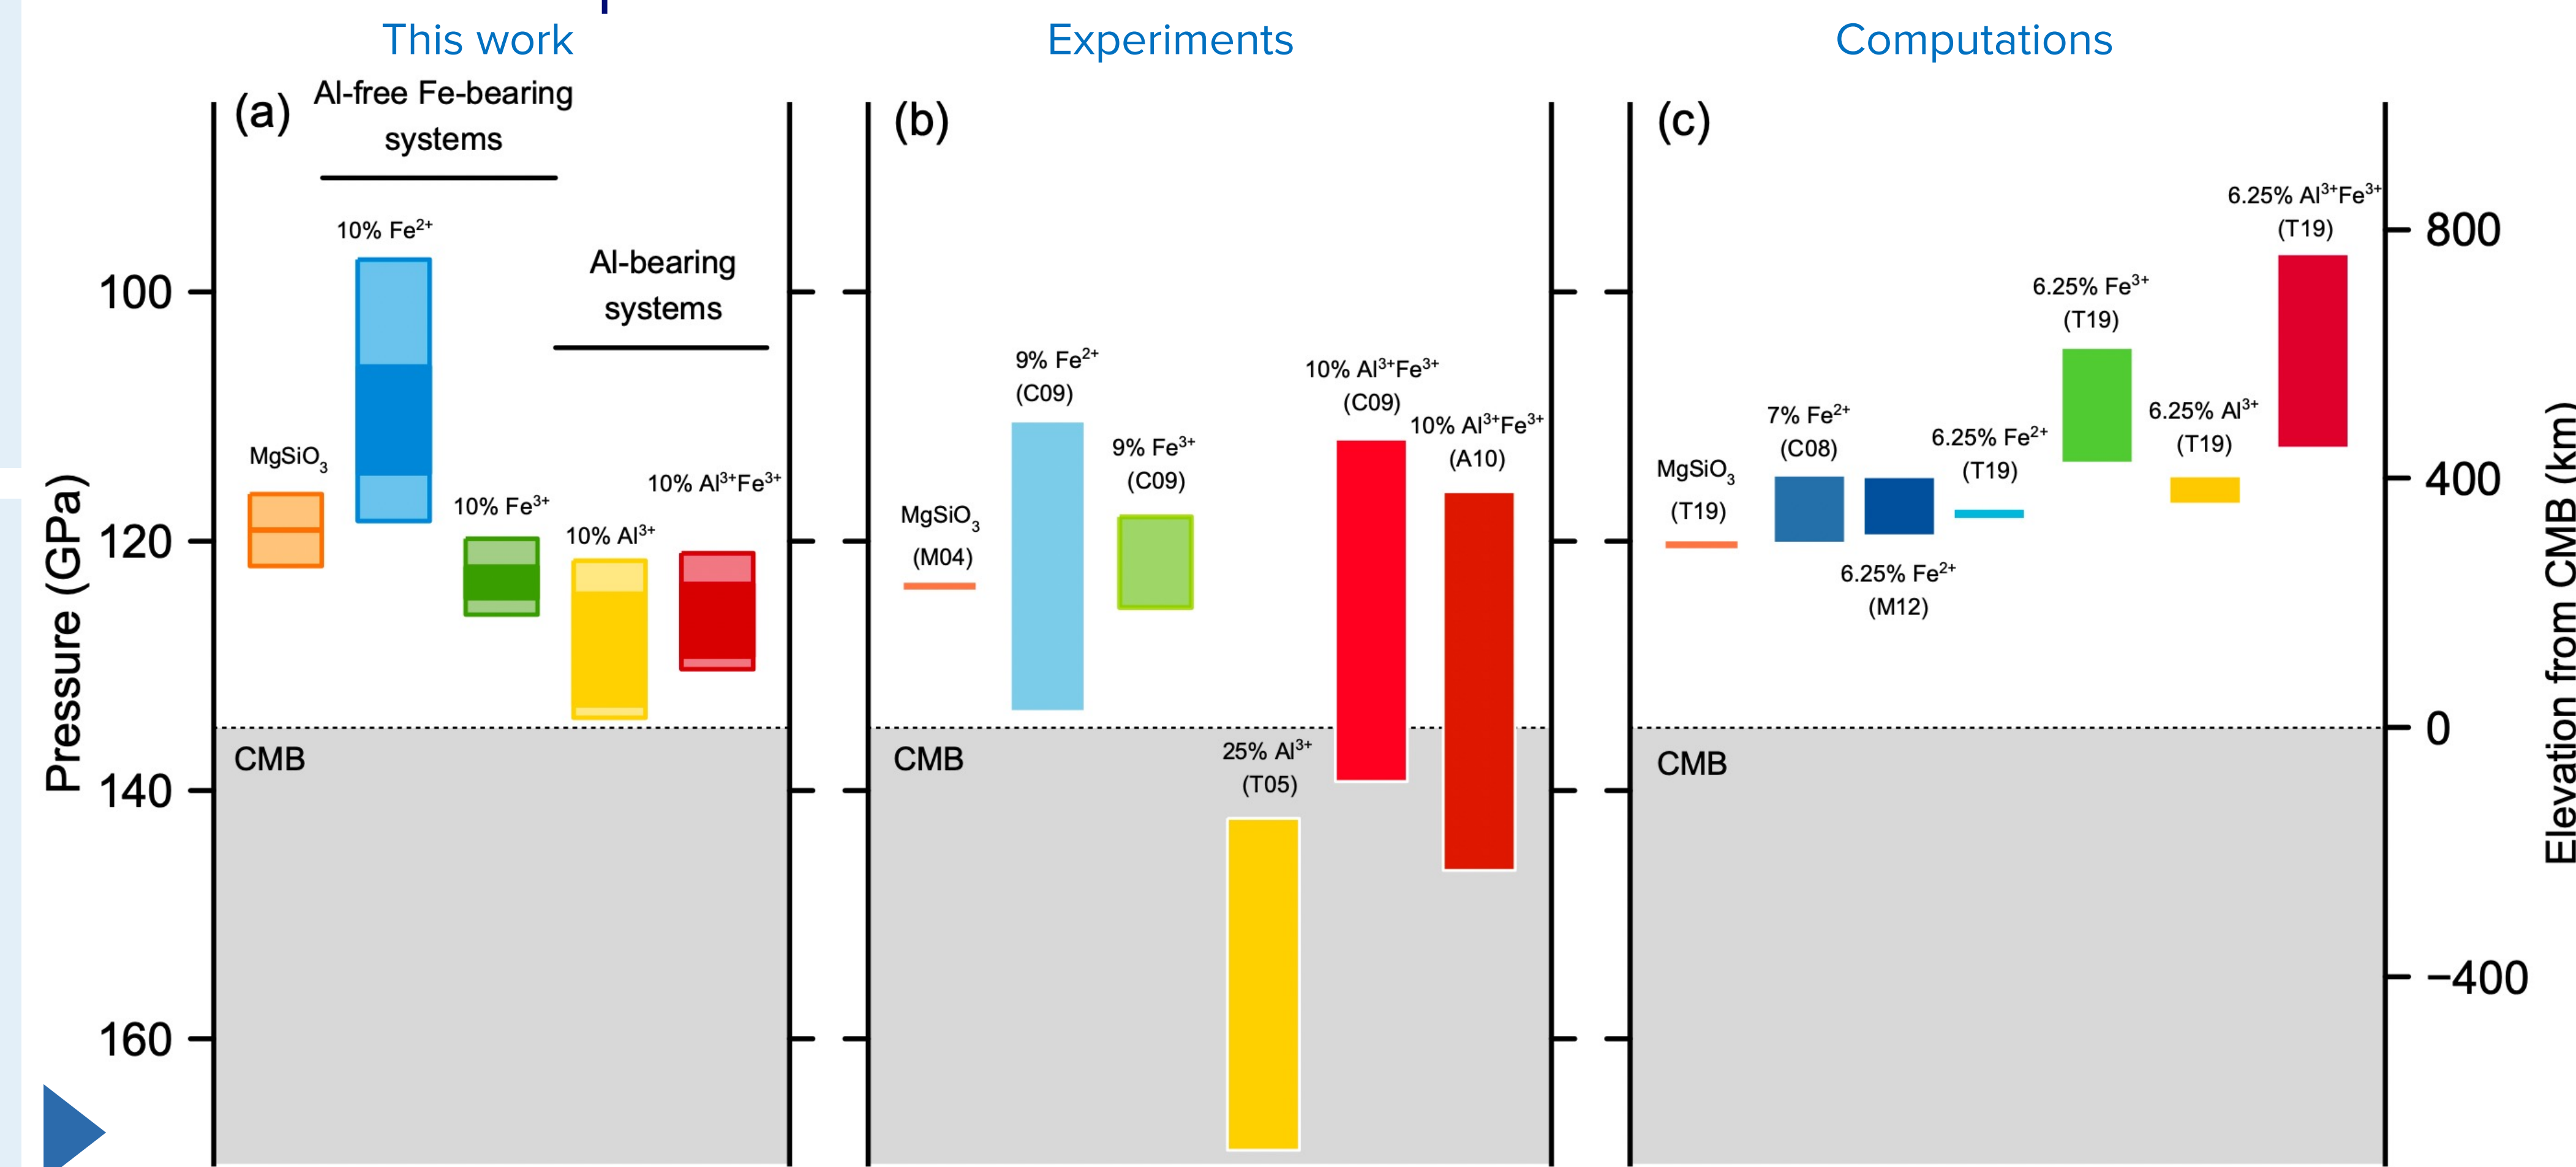 This work
Experiments
Computations
(a)
Al-free Fe-bearing
systems
10% Fe²⁺
Al-bearing
systems
MgSiO₃
10% Fe³⁺
10% Al³⁺
10% Al³⁺Fe³⁺
CMB
Pressure (GPa)
100
120
140
160
(b)
9% Fe²⁺
(C09)
10% Al³⁺Fe³⁺
(C09)
10% Al³⁺Fe³⁺
(A10)
9% Fe³⁺
(C09)
MgSiO₃
(M04)
CMB
25% Al³⁺
(T05)
(c)
6.25% Al³⁺Fe³⁺
(T19)
6.25% Fe³⁺
(T19)
7% Fe²⁺
(C08)
6.25% Al³⁺
(T19)
6.25% Fe²⁺
(T19)
MgSiO₃
(T19)
6.25% Fe²⁺
(M12)
CMB
800
400
0
−400
Elevation from CMB (km)